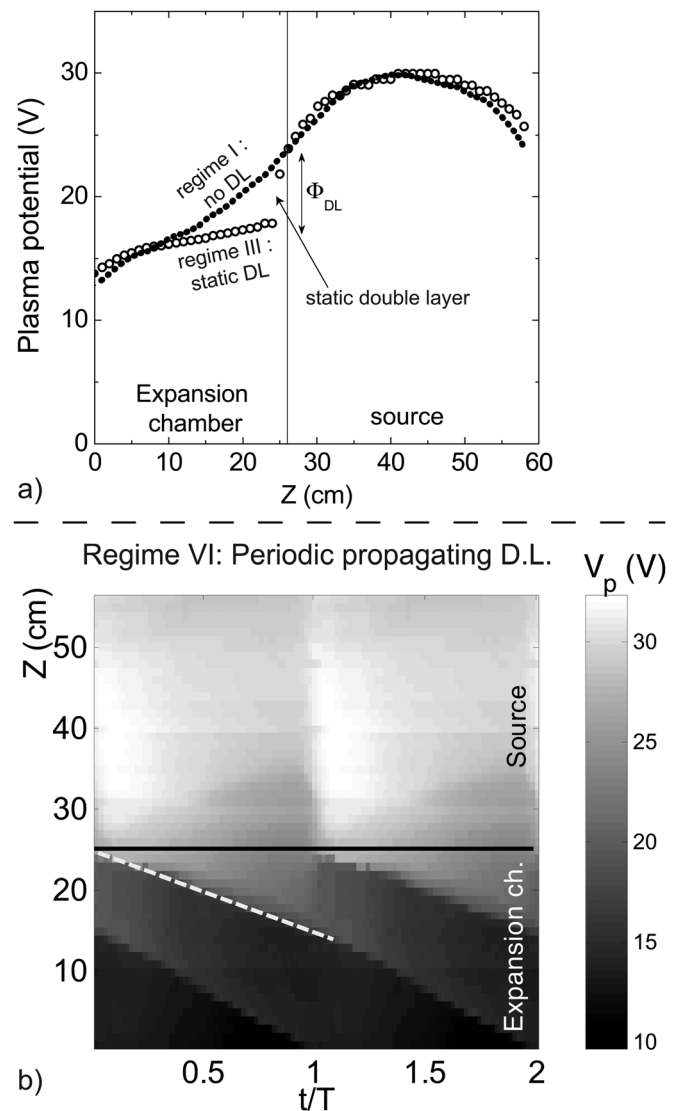 30
20
10
0
Plasma potential (V)
regime I :
no DL
regime III :
static DL
Φ_DL
static double layer
Expansion
chamber
source
0 10 20 30 40 50 60
Z (cm)
a)
Regime VI: Periodic propagating D.L.
V_p (V)
Z (cm)
50
40
30
20
10
Source
Expansion ch.
30
25
20
15
10
0.5 1 1.5 2
t/T
b)